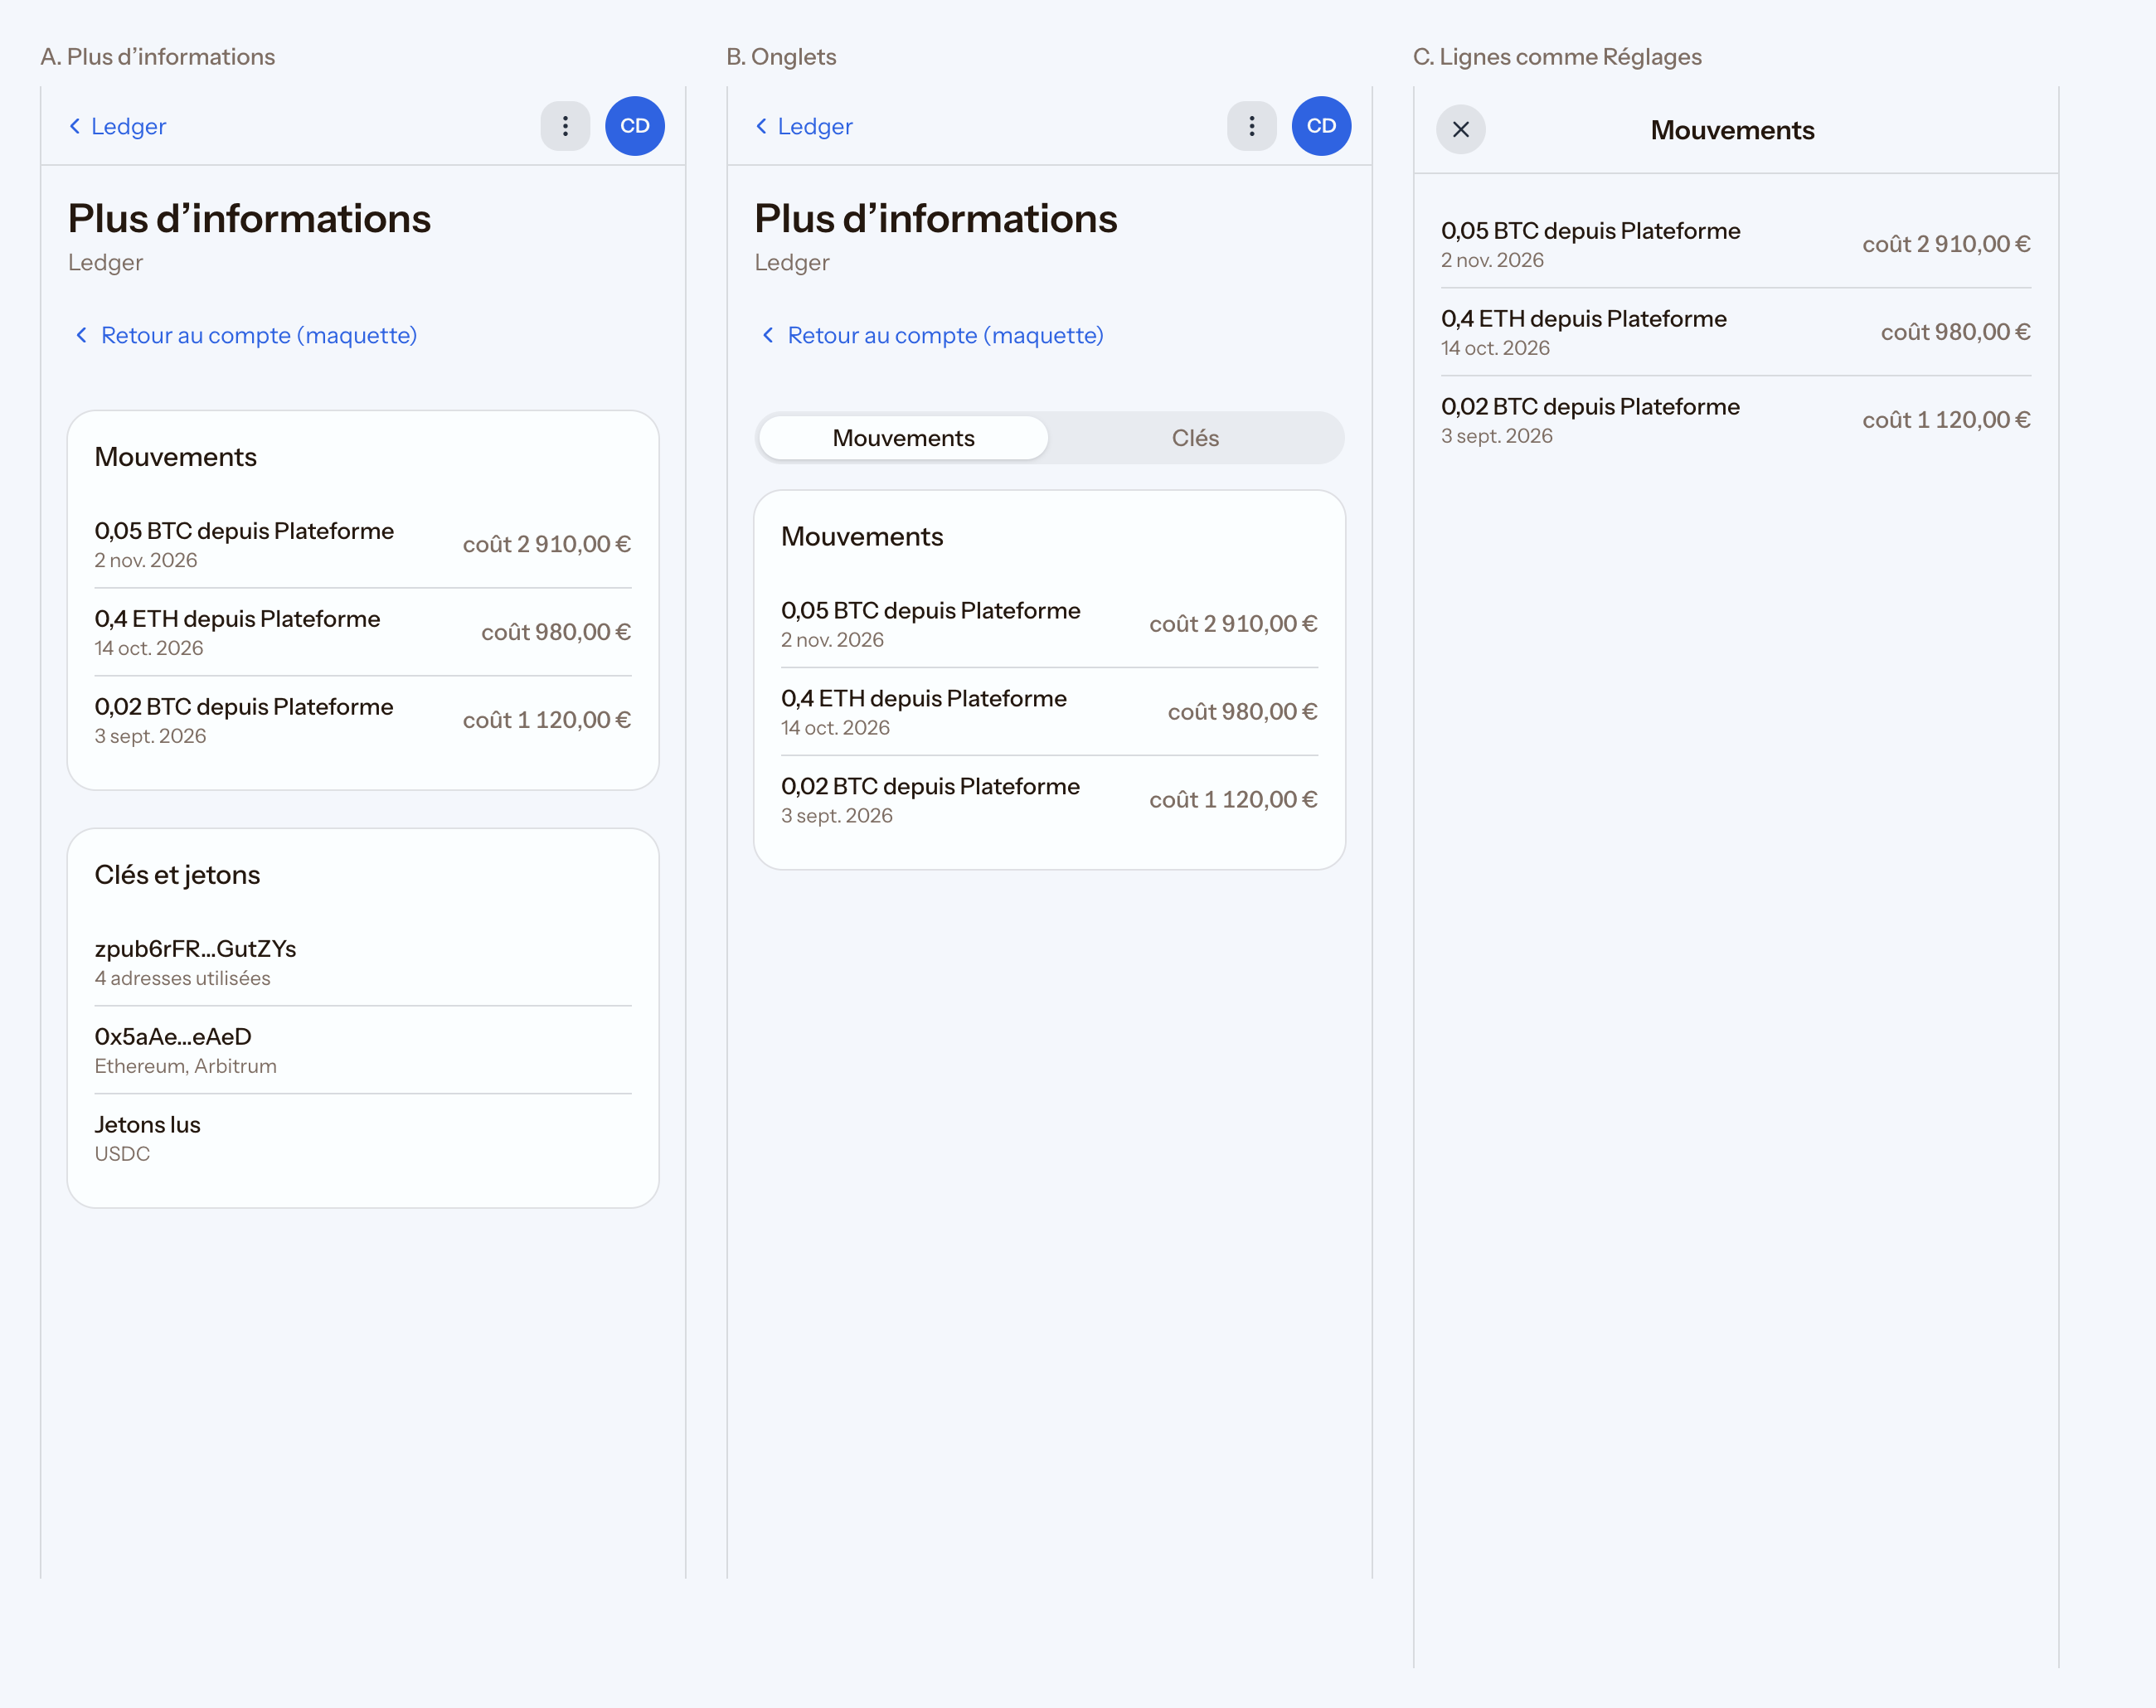 A. Plus d’informations
Ledger
CD
Plus d’informations
Ledger
Retour au compte (maquette)
Mouvements
0,05 BTC depuis Plateforme
2 nov. 2026
coût 2 910,00 €
0,4 ETH depuis Plateforme
14 oct. 2026
coût 980,00 €
0,02 BTC depuis Plateforme
3 sept. 2026
coût 1 120,00 €
Clés et jetons
zpub6rFR...GutZYs
4 adresses utilisées
0x5aAe...eAeD
Ethereum, Arbitrum
Jetons lus
USDC
B. Onglets
Ledger
CD
Plus d’informations
Ledger
Retour au compte (maquette)
Mouvements
Clés
Mouvements
0,05 BTC depuis Plateforme
2 nov. 2026
coût 2 910,00 €
0,4 ETH depuis Plateforme
14 oct. 2026
coût 980,00 €
0,02 BTC depuis Plateforme
3 sept. 2026
coût 1 120,00 €
C. Lignes comme Réglages
Mouvements
0,05 BTC depuis Plateforme
2 nov. 2026
coût 2 910,00 €
0,4 ETH depuis Plateforme
14 oct. 2026
coût 980,00 €
0,02 BTC depuis Plateforme
3 sept. 2026
coût 1 120,00 €